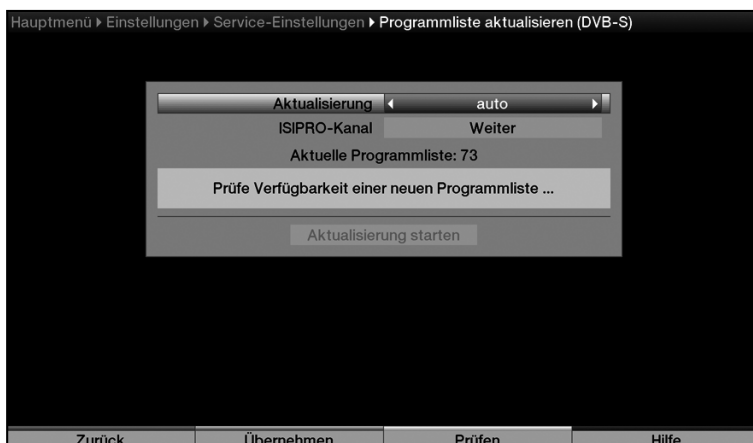 Hauptmenü ▸ Einstellungen ▸ Service-Einstellungen ▸ Programmliste aktualisieren (DVB-S)
Aktualisierung ◂ auto ▸
ISIPRO-Kanal Weiter
Aktuelle Programmliste: 73
Prüfe Verfügbarkeit einer neuen Programmliste ...
Aktualisierung starten
Zurück Übernehmen Prüfen Hilfe